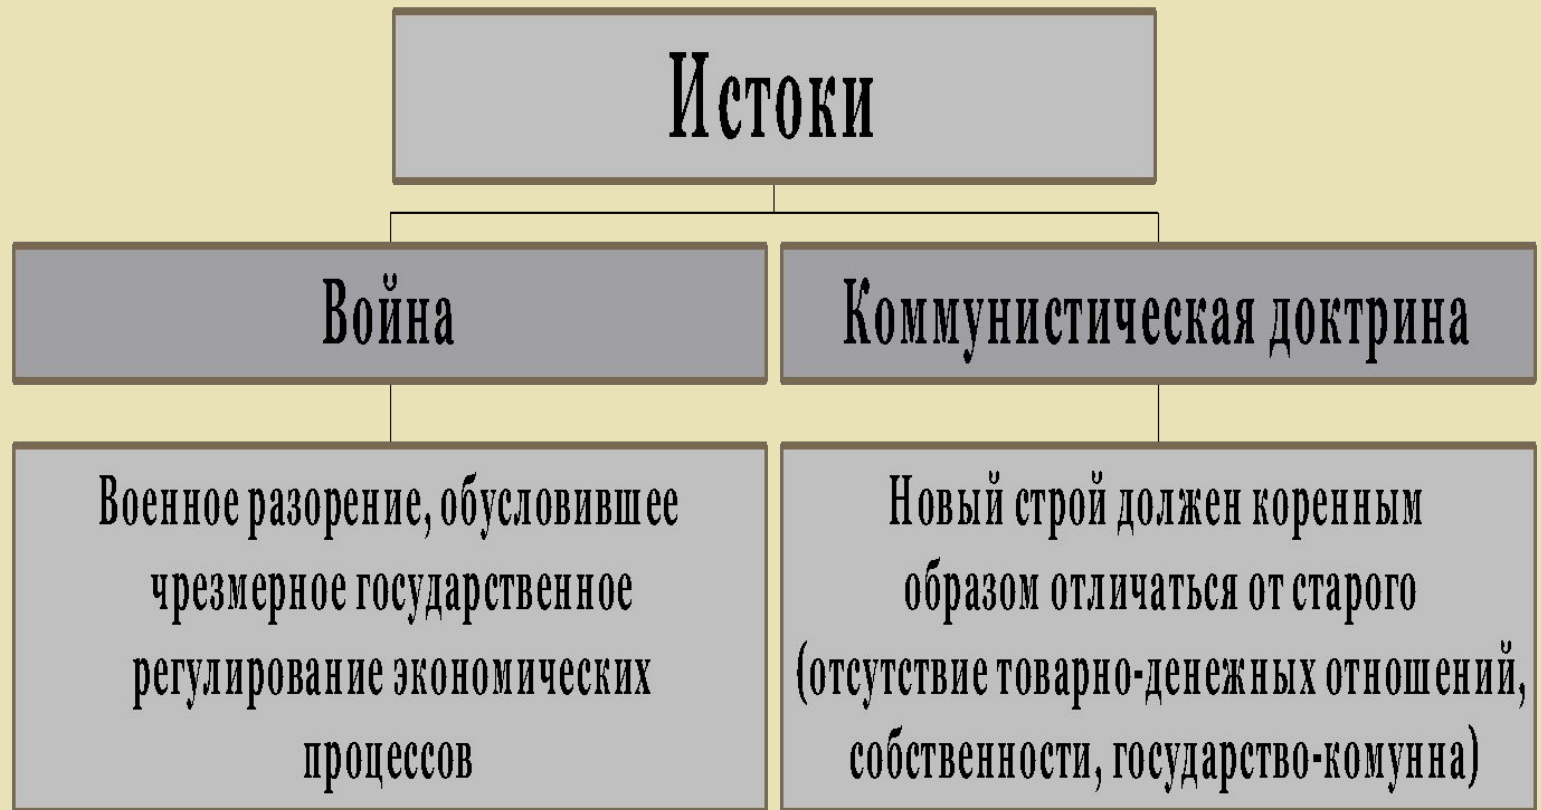 Истоки
Война
Коммунистическая доктрина
Военное разорение, обусловившее
чрезмерное государственное
регулирование экономических
процессов
Новый строй должен коренным
образом отличаться от старого
(отсутствие товарно-денежных отношений,
собственности, государство-комунна)